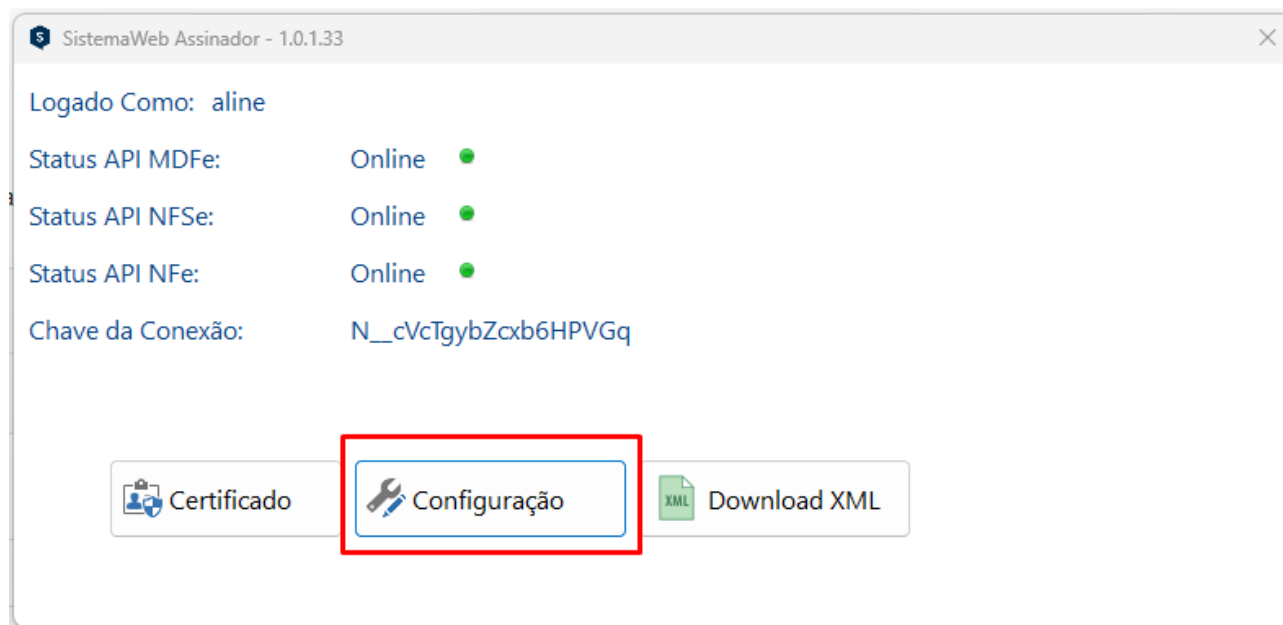 SistemaWeb Assinador - 1.0.1.33
Logado Como: aline
Status API MDFe: Online
Status API NFSe: Online
Status API NFe: Online
Chave da Conexão: N__cVcTgybZcxb6HPVGq
Certificado Configuração XML Download XML